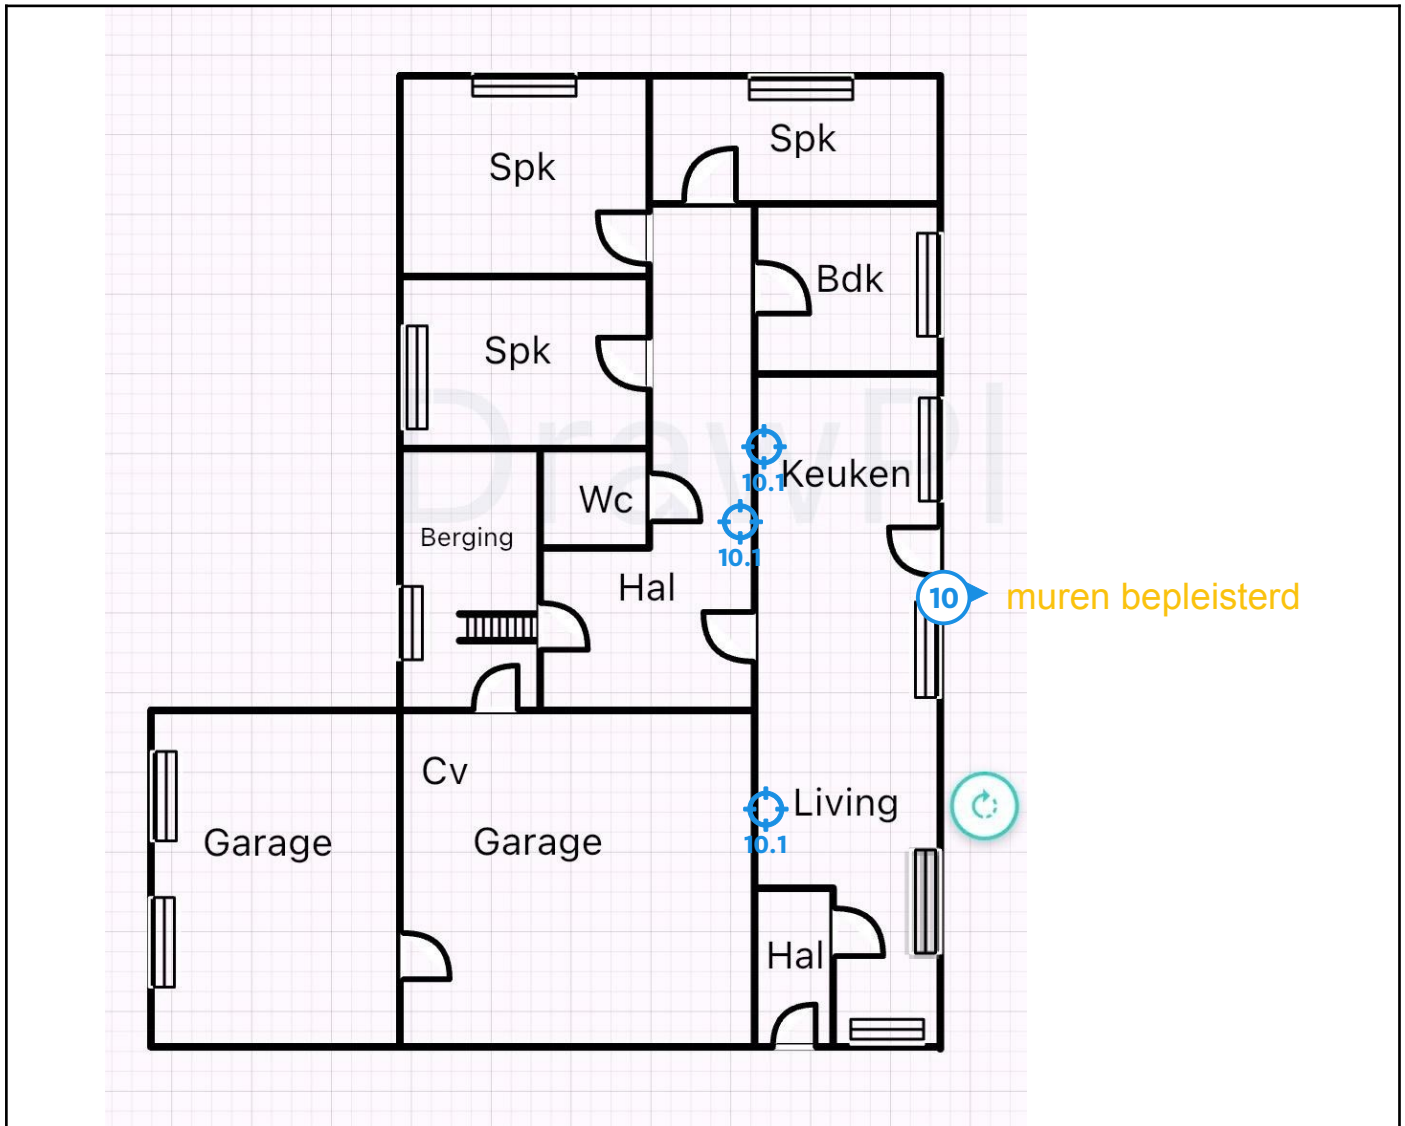 Spk
Spk
Bdk
Spk
DrawPl
10.1
Keuken
Wc
Berging
10.1
Hal
10
muren bepleisterd
Cv
Living
Garage
Garage
10.1
Hal